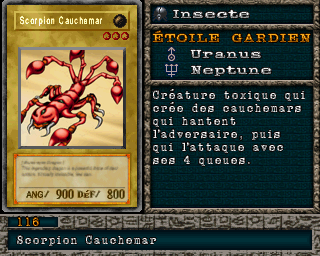 Scorpion Cauchemar
ANG/ 900 DÉF/ 800
Insecte
ÉTOILE GARDIEN
Uranus
Neptune
Créature toxique qui
crée des cauchemars
qui hantent
l'adversaire, puis
qui l'attaque avec
ses 4 queues.
116
Scorpion Cauchemar